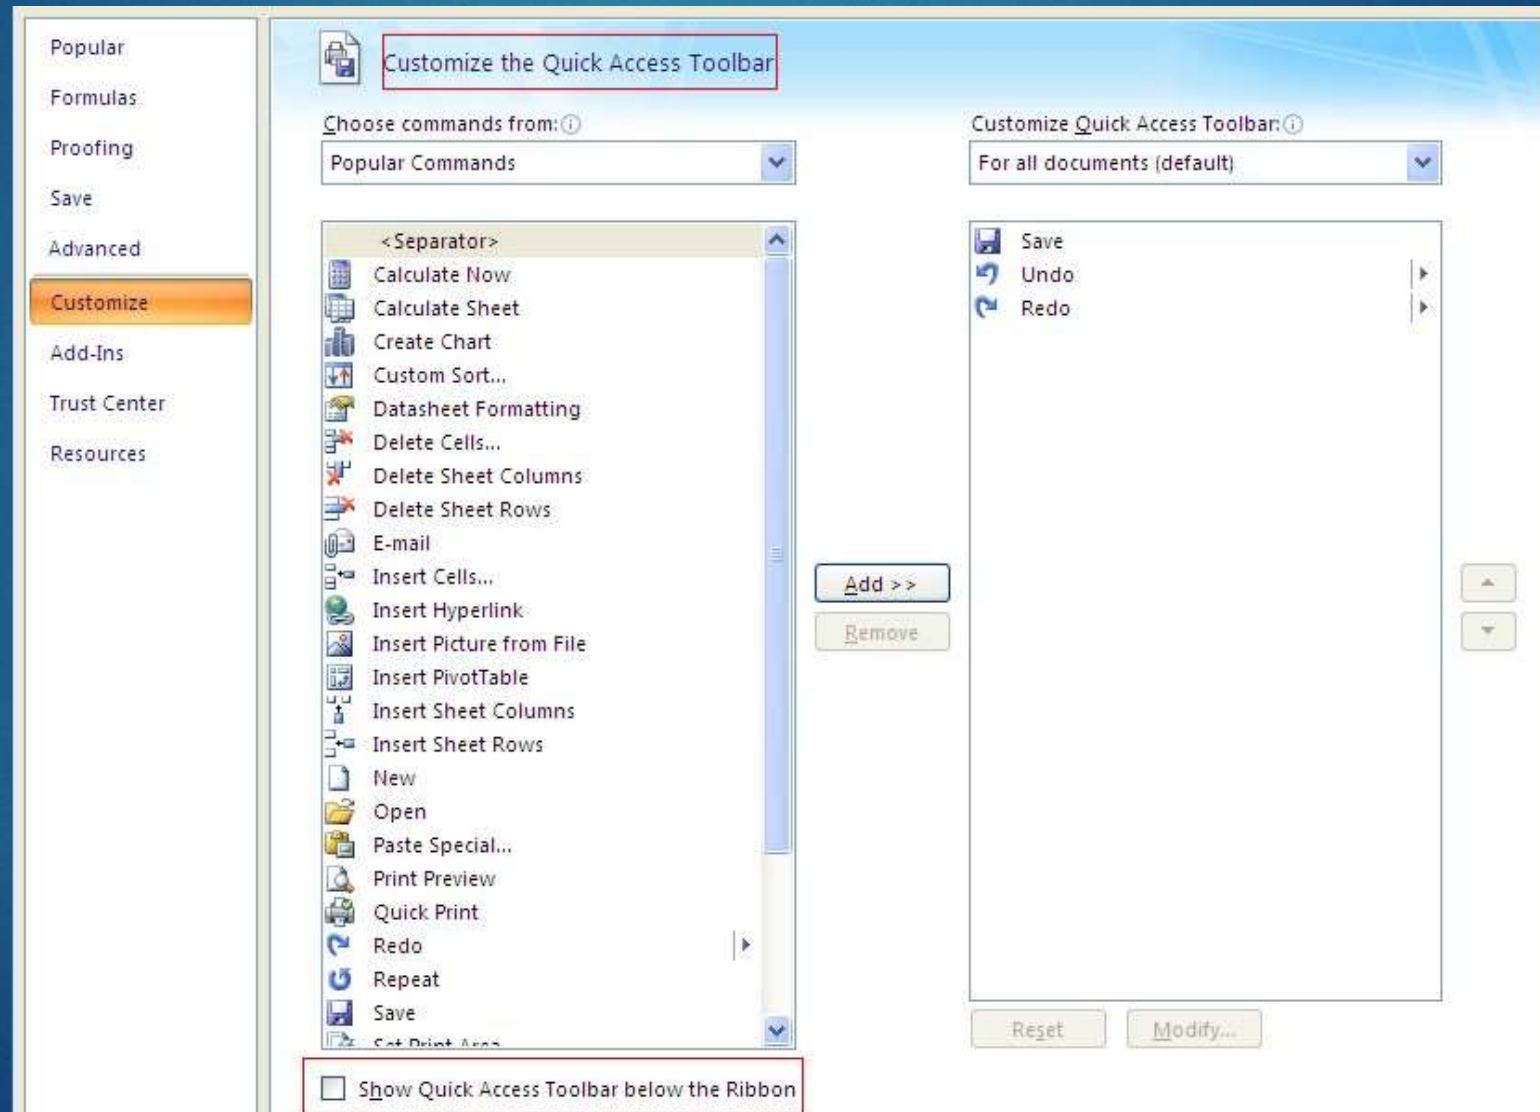 Popular
Formulas
Proofing
Save
Advanced
Customize
Add-Ins
Trust Center
Resources
Customize the Quick Access Toolbar
Choose commands from:
Popular Commands
<Separator>
Calculate Now
Calculate Sheet
Create Chart
Custom Sort...
Datasheet Formatting
Delete Cells...
Delete Sheet Columns
Delete Sheet Rows
E-mail
Insert Cells...
Insert Hyperlink
Insert Picture from File
Insert PivotTable
Insert Sheet Columns
Insert Sheet Rows
New
Open
Paste Special...
Print Preview
Quick Print
Redo
Repeat
Save
Set Print Area
Show Quick Access Toolbar below the Ribbon
Add >>
Remove
Customize Quick Access Toolbar:
For all documents (default)
Save
Undo
Redo
Reset
Modify...